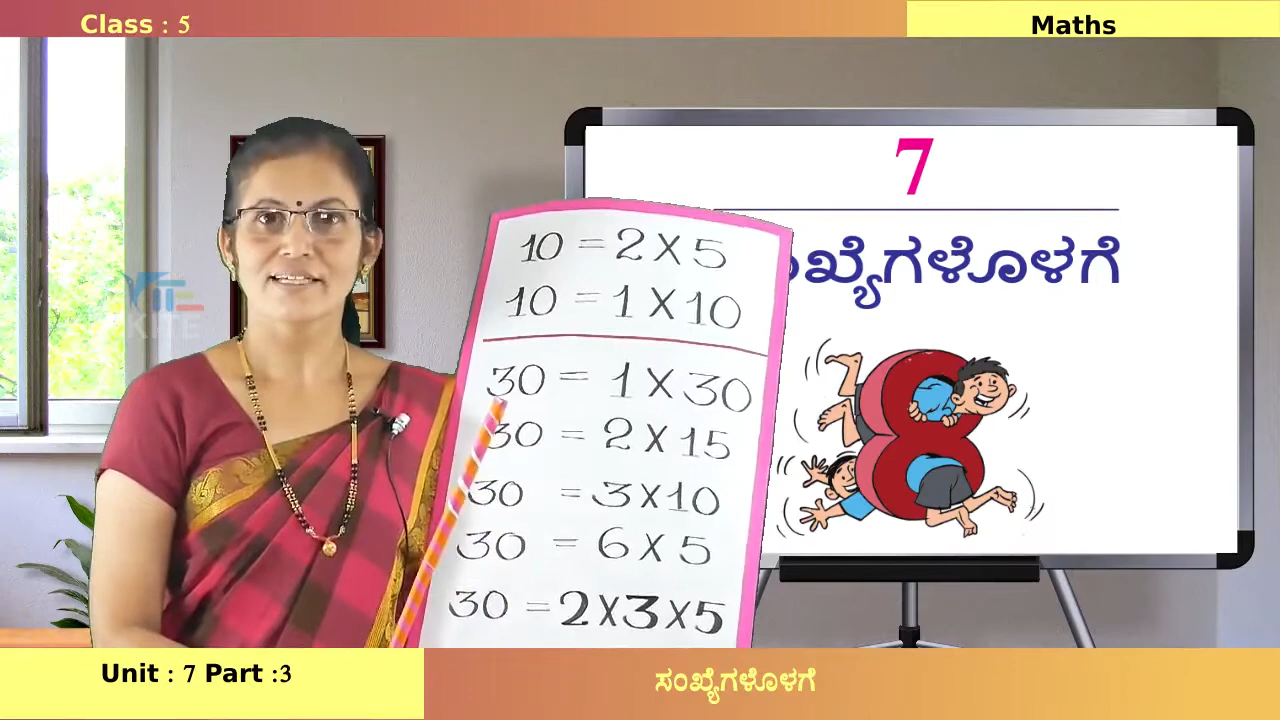 Class : 5
Maths
7
ಸಂಖ್ಯೆಗಳೊಳಗೆ
10 = 2 X 5
10 = 1 X 10
30 = 1 X 30
30 = 2 X 15
30 = 3 X 10
30 = 6 X 5
30 = 2 X 3 X 5
KITE
Unit : 7 Part :3
ಸಂಖ್ಯೆಗಳೊಳಗೆ